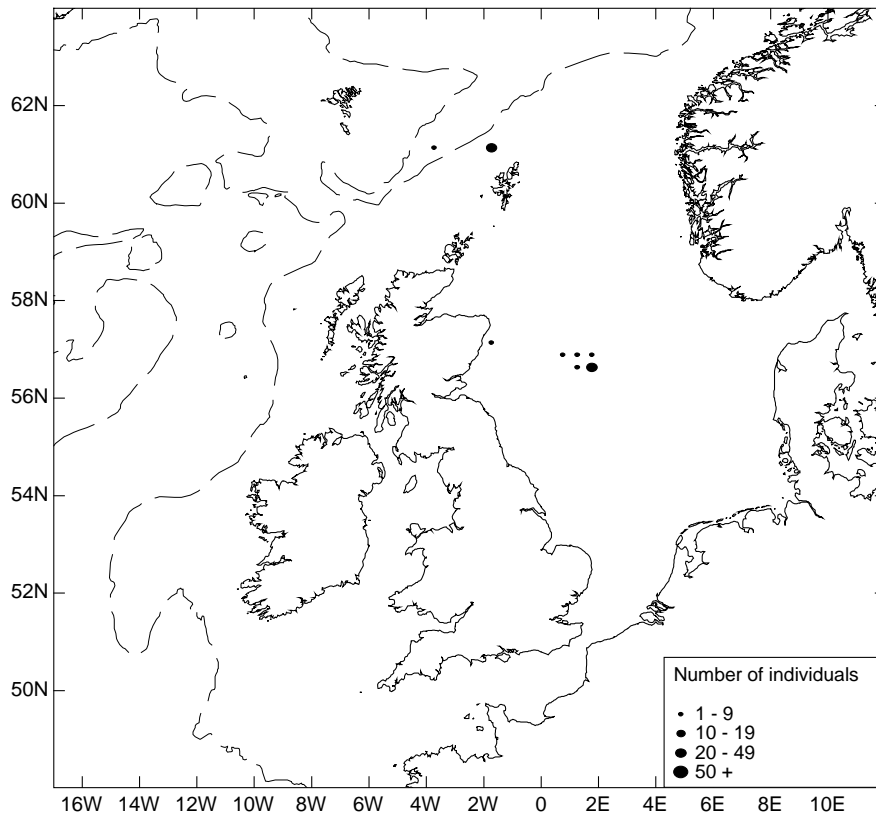 62N
60N
58N
56N
54N
52N
50N
Number of individuals
1 - 9
10 - 19
20 - 49
50 +
16W 14W 12W 10W 8W 6W 4W 2W 0 2E 4E 6E 8E 10E